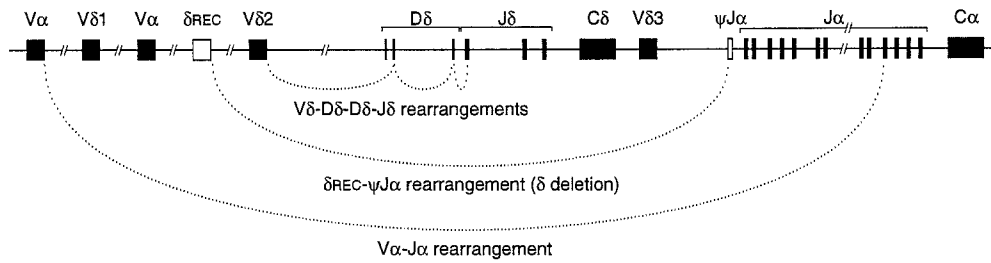 Vα Vδ1 Vα δREC Vδ2 Dδ Jδ Cδ Vδ3 ψJα Jα Cα
Vδ-Dδ-Dδ-Jδ rearrangements
δREC-ψJα rearrangement (δ deletion)
Vα-Jα rearrangement